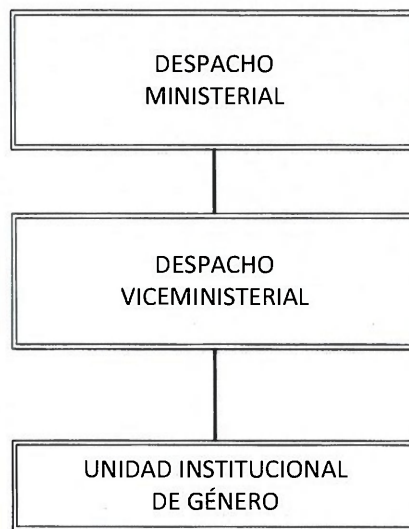 DESPACHO
MINISTERIAL
DESPACHO
VICEMINISTERIAL
UNIDAD INSTITUCIONAL
DE GÉNERO